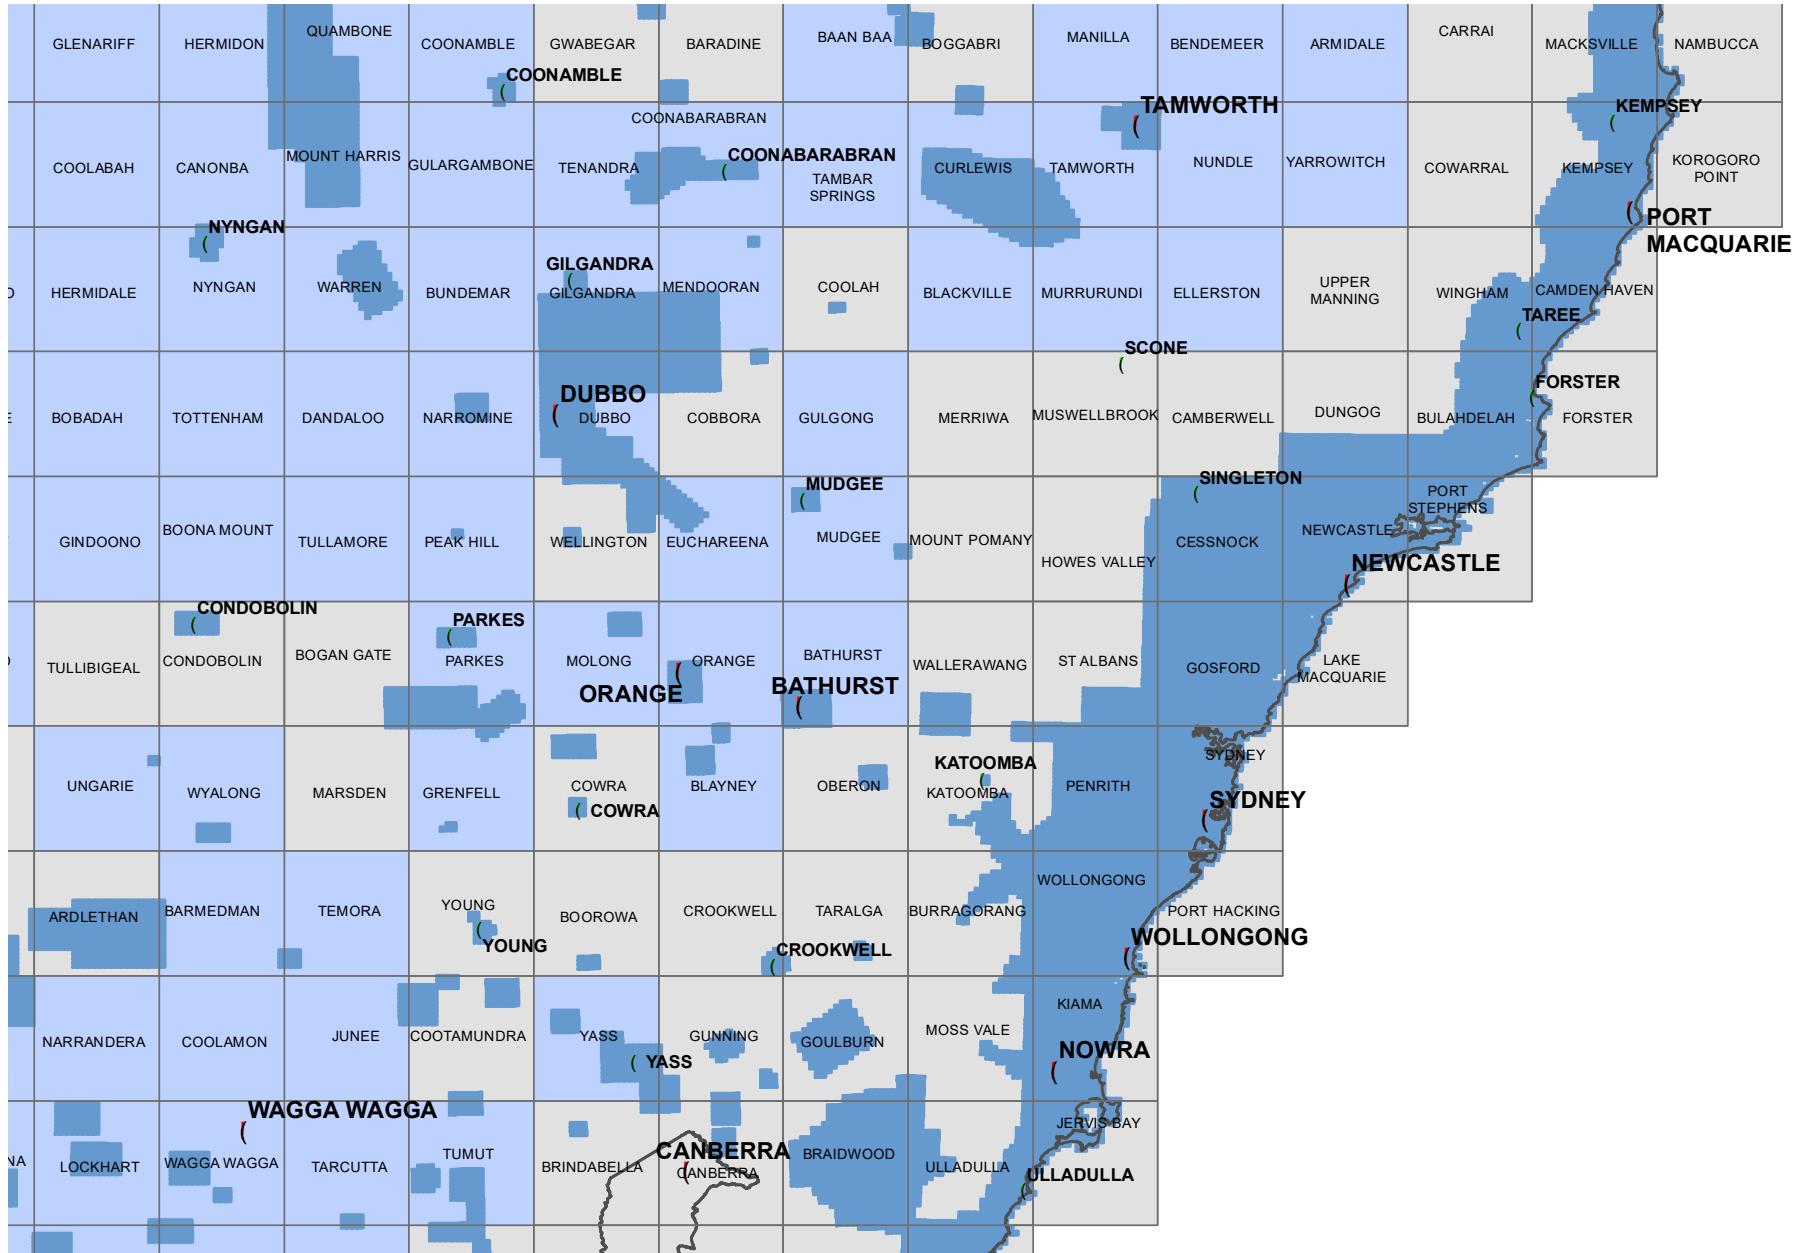 GLENARIFF
HERMIDON
QUAMBONE
COONAMBLE
GWABEGAR
BARADINE
BAAN BAA
BOGGABRI
MANILLA
BENDEMEER
ARMIDALE
CARRAI
MACKSVILLE
NAMBUCCA
COONAMBLE
TAMWORTH
KEMPSEY
COONABARABRAN
COOLABAH
CANONBA
MOUNT HARRIS
GULARGAMBONE
TENANDRA
COONABARABRAN
TAMBAR
SPRINGS
CURLEWIS
TAMWORTH
NUNDLE
YARROWITCH
COWARRAL
KEMPSEY
KOROGORO
POINT
NYNGAN
PORT
MACQUARIE
GILGANDRA
HERMIDALE
NYNGAN
WARREN
BUNDEMAR
GILGANDRA
MENDOORAN
COOLAH
BLACKVILLE
MURRURUNDI
ELLERSTON
UPPER
MANNING
WINGHAM
CAMDEN HAVEN
TAREE
SCONE
FORSTER
DUBBO
BOBADAH
TOTTENHAM
DANDALOO
NARROMINE
DUBBO
COBBORA
GULGONG
MERRIWA
MUSWELLBROOK
CAMBERWELL
DUNGOG
BULAHDELAH
FORSTER
MUDGEE
SINGLETON
GINDOONO
BOONA MOUNT
TULLAMORE
PEAK HILL
WELLINGTON
EUCHAREENA
MUDGEE
MOUNT POMANY
HOWES VALLEY
CESSNOCK
NEWCASTLE
PORT
STEPHENS
NEWCASTLE
CONDOBOLIN
PARKES
TULLIBIGEAL
CONDOBOLIN
BOGAN GATE
PARKES
MOLONG
ORANGE
BATHURST
WALLERAWANG
ST ALBANS
GOSFORD
LAKE
MACQUARIE
ORANGE
BATHURST
UNGARIE
WYALONG
MARSDEN
GRENFELL
COWRA
BLAYNEY
OBERON
KATOOMBA
KATOOMBA
PENRITH
SYDNEY
COWRA
SYDNEY
ARDLETHAN
BARMEDMAN
TEMORA
YOUNG
BOOROWA
CROOKWELL
TARALGA
BURRAGORANG
WOLLONGONG
PORT HACKING
YOUNG
CROOKWELL
WOLLONGONG
NARRANDERA
COOLAMON
JUNEE
COOTAMUNDRA
YASS
GUNNING
GOULBURN
MOSS VALE
KIAMA
YASS
NOWRA
WAGGA WAGGA
JERVIS BAY
NA
LOCKHART
WAGGA WAGGA
TARCUTTA
TUMUT
BRINDABELLA
CANBERRA
CANBERRA
BRAIDWOOD
ULLADULLA
ULLADULLA